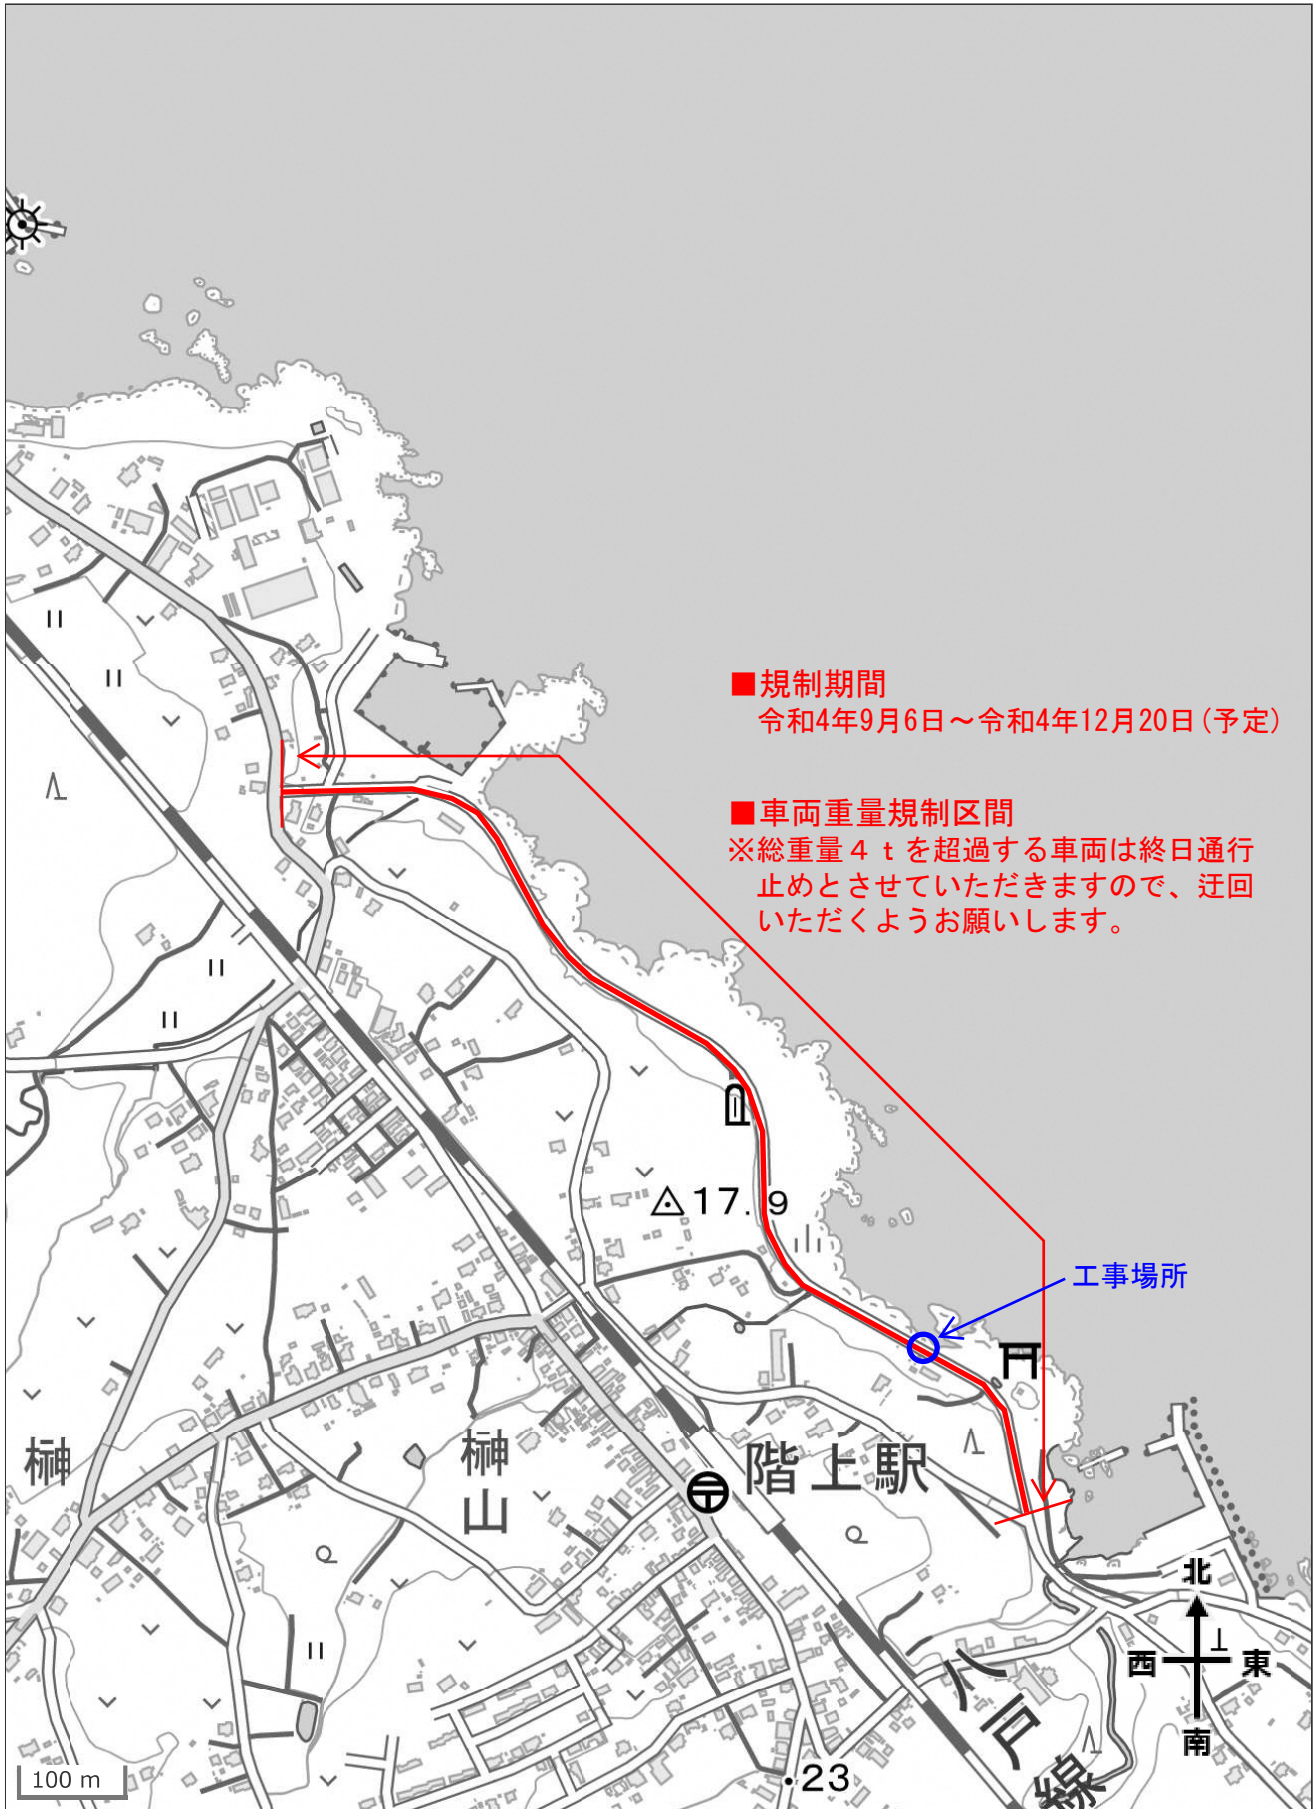 ■規制期間
令和4年9月6日～令和4年12月20日(予定)
■車両重量規制区間
※総重量４ｔを超過する車両は終日通行
止めとさせていただきますので、迂回
いただくようお願いします。
17.9
工事場所
榊
榊山
階上駅
八戸線
北
西
東
南
100 m
23